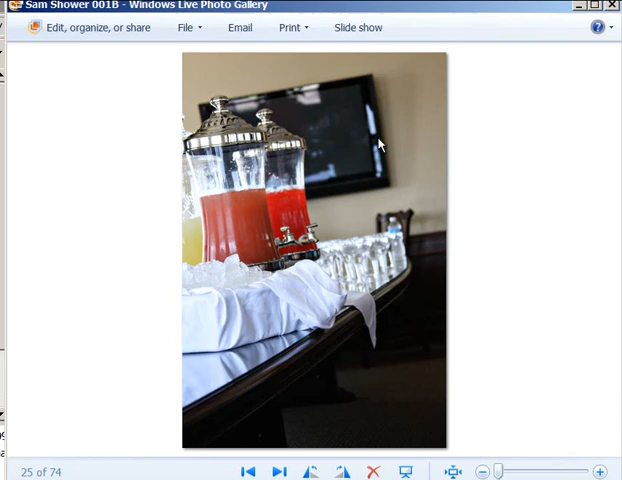 Sam Shower 001B - Windows Live Photo Gallery
Edit, organize, or share File Email Print Slide show
25 of 74